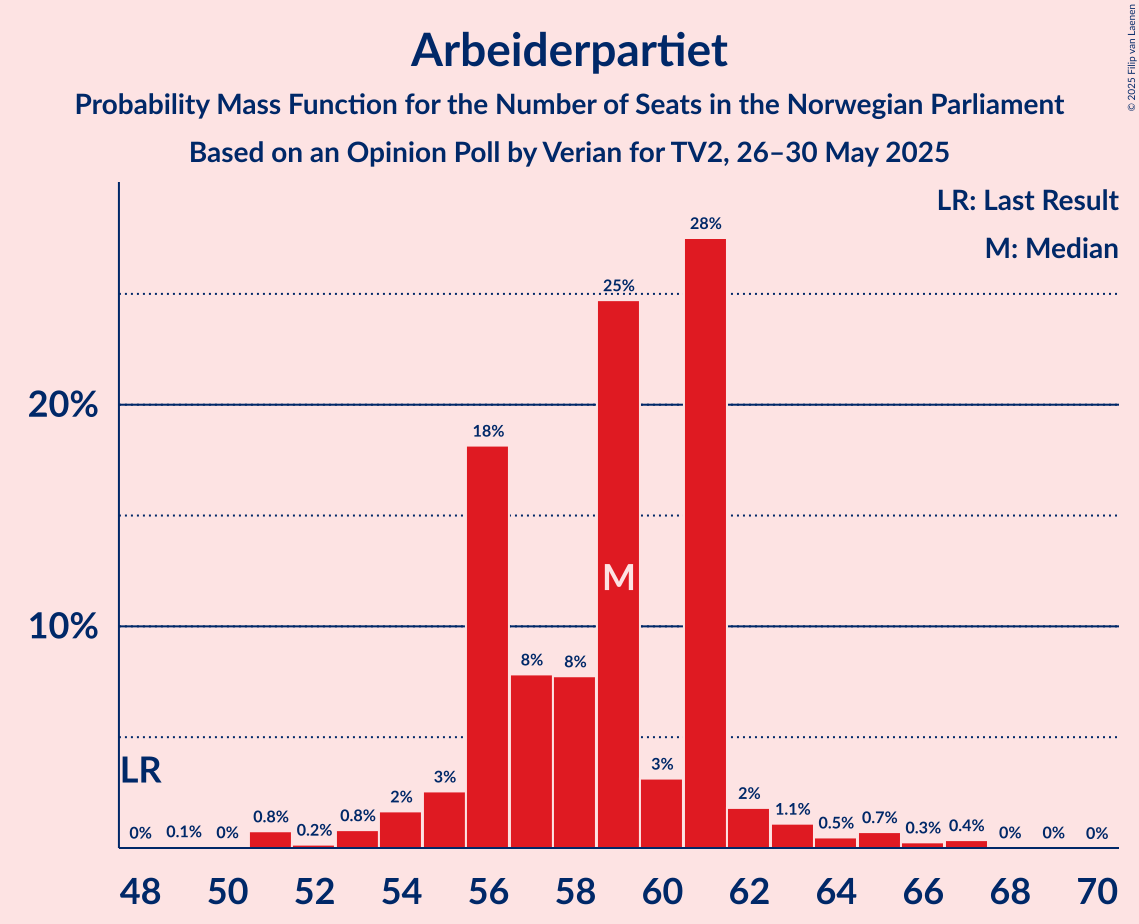 Arbeiderpartiet
Probability Mass Function for the Number of Seats in the Norwegian Parliament
Based on an Opinion Poll by Verian for TV2, 26–30 May 2025
© 2025 Filip van Laenen
LR: Last Result
M: Median
20%
10%
LR
M
0% 0.1% 0% 0.8% 0.2% 0.8% 2% 3% 18% 8% 8% 25% 3% 28% 2% 1.1% 0.5% 0.7% 0.3% 0.4% 0% 0% 0%
48 50 52 54 56 58 60 62 64 66 68 70